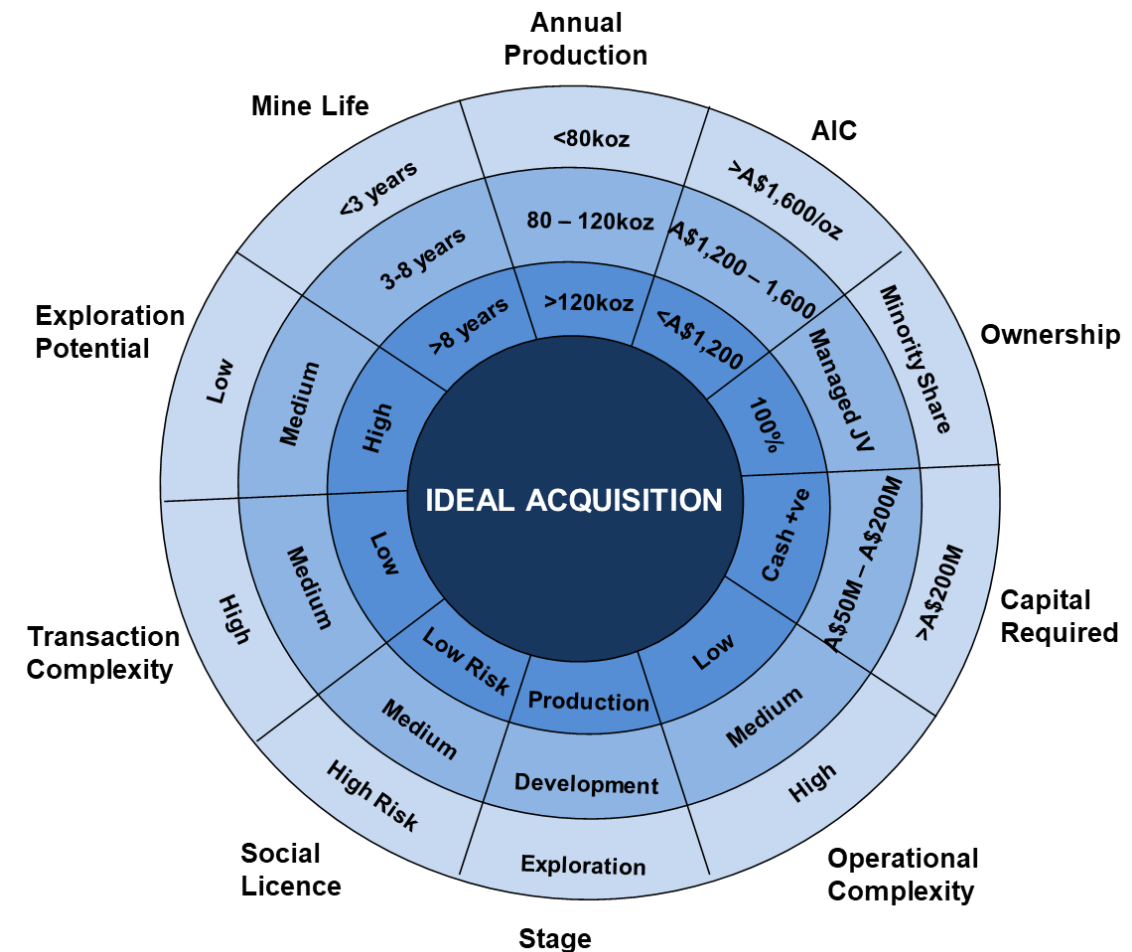 Annual
Production
Mine Life
AIC
<80koz
<3 years
>A$1,600/oz
80 – 120koz
3-8 years
A$1,200 – 1,600
>120koz
>8 years
<A$1,200
Exploration
Potential
Ownership
Low
Medium
High
100%
Managed JV
Minority Share
IDEAL ACQUISITION
Transaction
Complexity
High
Medium
Low
Cash +ve
A$50M – A$200M
>A$200M
Capital
Required
Low Risk
Production
Low
Medium
Development
Medium
High Risk
Exploration
High
Social
Licence
Operational
Complexity
Stage